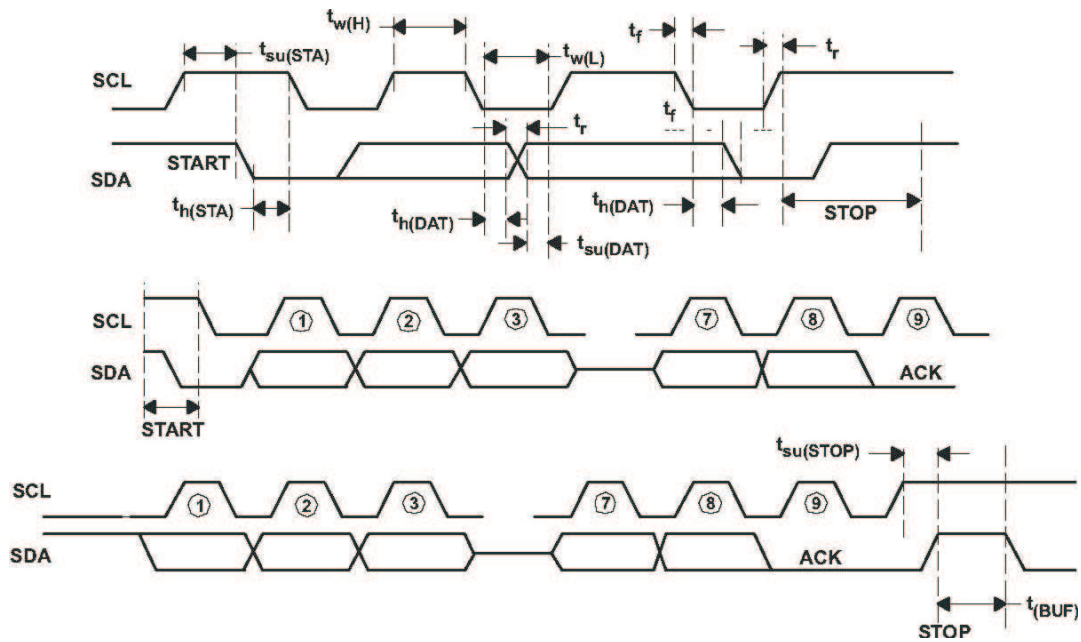 t_w(H)
t_f
t_su(STA)
t_w(L)
t_r
SCL
t_f
t_r
START
SDA
t_h(STA)
t_h(DAT)
t_h(DAT)
STOP
t_su(DAT)
SCL
1 2 3 7 8 9
SDA
ACK
START
t_su(STOP)
SCL
1 2 3 7 8 9
SDA
ACK
t_(BUF)
STOP